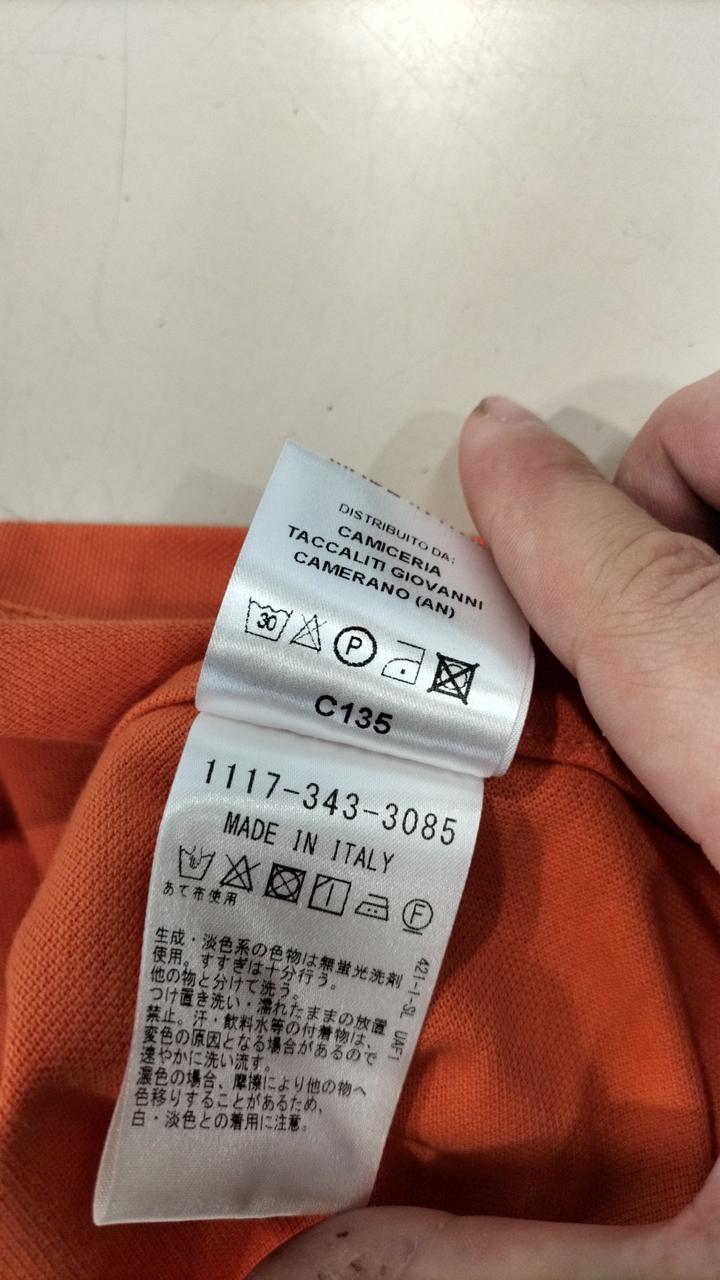 DISTRIBUITO DA:
CAMICERIA
TACCALITI GIOVANNI
CAMERANO (AN)
30
P
C135
1117-343-3085
MADE IN ITALY
F
あて布使用
生成・淡色系の色物は無蛍光洗剤
使用。すすぎは十分行う。
他の物と分けて洗う。
つけ置き洗い・濡れたままの放置
禁止。汗・飲料水等の付着物は、
変色の原因となる場合があるので
速やかに洗い流す。
濃色の場合、摩擦により他の物へ
色移りすることがあるため、
白・淡色との着用に注意。
421-1-SL UAF1